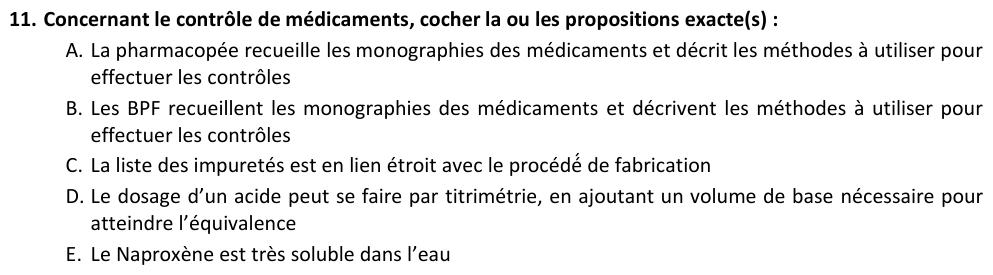 11. Concernant le contrôle de médicaments, cocher la ou les propositions exacte(s) :
A. La pharmacopée recueille les monographies des médicaments et décrit les méthodes à utiliser pour
effectuer les contrôles
B. Les BPF recueillent les monographies des médicaments et décrivent les méthodes à utiliser pour
effectuer les contrôles
C. La liste des impuretés est en lien étroit avec le procédé́ de fabrication
D. Le dosage d’un acide peut se faire par titrimétrie, en ajoutant un volume de base nécessaire pour
atteindre l’équivalence
E. Le Naproxène est très soluble dans l’eau